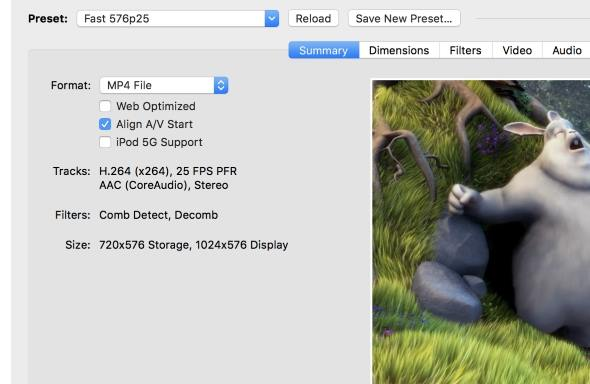 Preset: Fast 576p25 Reload Save New Preset...
Summary Dimensions Filters Video Audio
Format: MP4 File
Web Optimized
Align A/V Start
iPod 5G Support
Tracks: H.264 (x264), 25 FPS PFR
AAC (CoreAudio), Stereo
Filters: Comb Detect, Decomb
Size: 720x576 Storage, 1024x576 Display